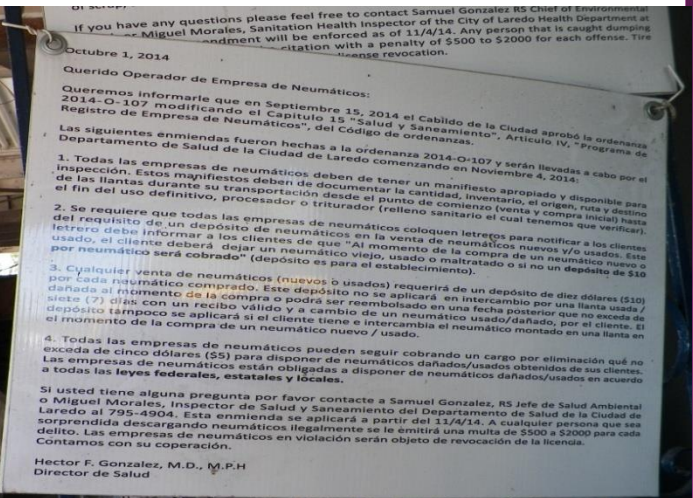 If you have any questions please feel free to contact Samuel Gonzalez RS Chief of Environmental
Miguel Morales, Sanitation Health Inspector of the City of Laredo Health Department at
ndment will be enforced as of 11/4/14. Any person that is caught dumping
citation with a penalty of $500 to $2000 for each offense. Tire
license revocation.
Octubre 1, 2014
Querido Operador de Empresa de Neumáticos:
Queremos informarle que en Septiembre 15, 2014 el Cabildo de la Ciudad aprobó la ordenanza
2014-O-107 modificando el Capítulo 15 "Salud y Saneamiento", Articulo IV, "Programa de
Registro de Empresa de Neumáticos", del Código de ordenanzas.
Las siguientes enmiendas fueron hechas a la ordenanza 2014-O-107 y serán llevadas a cabo por el
Departamento de Salud de la Ciudad de Laredo comenzando en Noviembre 4, 2014:
1. Todas las empresas de neumáticos deben de tener un manifiesto apropiado y disponible para
inspección. Estos manifiestos deben de documentar la cantidad, inventario, el origen, ruta y destino
de las llantas durante su transportación desde el punto de comienzo (venta y compra inicial) hasta
el fin del uso definitivo, procesador o triturador (relleno sanitario el cual tenemos que verificar).
2. Se requiere que todas las empresas de neumáticos coloquen letreros para notificar a los clientes
del requisito de un depósito de neumáticos en la venta de neumáticos nuevos y/o usados. Este
letrero debe informar a los clientes de que "Al momento de la compra de un neumático nuevo o
usado, el cliente deberá dejar un neumático viejo, usado o maltratado o si no un depósito de $10
por neumático será cobrado" (depósito es para el establecimiento).
3. Cualquier venta de neumáticos (nuevos o usados) requerirá de un depósito de diez dólares ($10)
por cada neumático comprado. Este depósito no se aplicará en intercambio por una llanta usada /
dañada al momento de la compra o podrá ser reembolsado en una fecha posterior que no exceda de
siete (7) días con un recibo válido y a cambio de un neumático usado/dañado, por el cliente. El
depósito tampoco se aplicará si el cliente tiene e intercambia el neumático montado en una llanta en
el momento de la compra de un neumático nuevo / usado.
4. Todas las empresas de neumáticos pueden seguir cobrando un cargo por eliminación qué no
exceda de cinco dólares ($5) para disponer de neumáticos dañados/usados obtenidos de sus clientes.
Las empresas de neumáticos están obligadas a disponer de neumáticos dañados/usados en acuerdo
a todas las leyes federales, estatales y locales.
Si usted tiene alguna pregunta por favor contacte a Samuel Gonzalez, RS Jefe de Salud Ambiental
o Miguel Morales, Inspector de Salud y Saneamiento del Departamento de Salud de la Ciudad de
Laredo al 795-4904. Esta enmienda se aplicará a partir del 11/4/14. A cualquier persona que sea
sorprendida descargando neumáticos ilegalmente se le emitirá una multa de $500 a $2000 para cada
delito. Las empresas de neumáticos en violación serán objeto de revocación de la licencia.
Contamos con su coperación.
Hector F. Gonzalez, M.D., M.P.H
Director de Salud